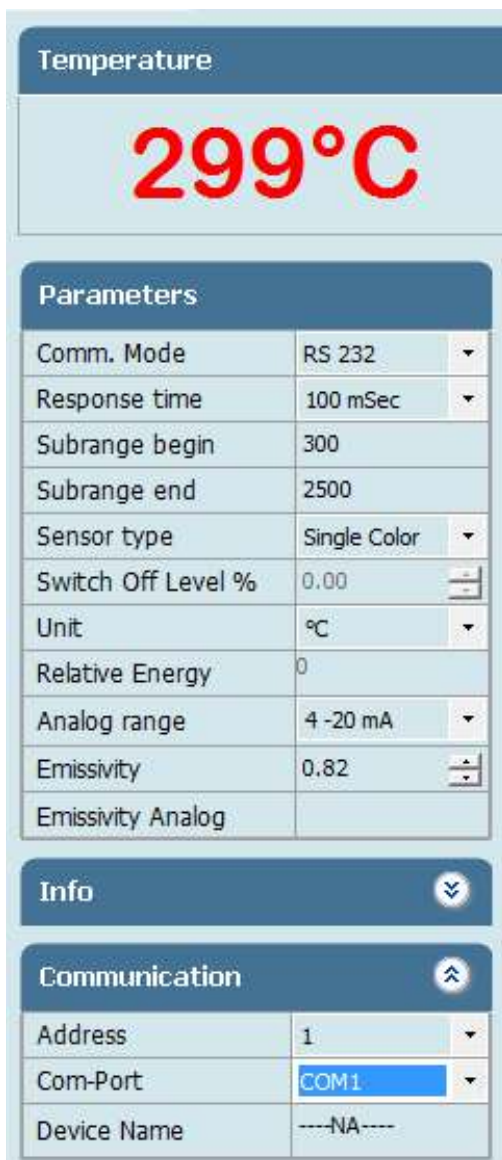 Temperature
299°C
Parameters
Comm. Mode RS 232
Response time 100 mSec
Subrange begin 300
Subrange end 2500
Sensor type Single Color
Switch Off Level % 0.00
Unit °C
Relative Energy 0
Analog range 4 -20 mA
Emissivity 0.82
Emissivity Analog
Info
Communication
Address 1
Com-Port COM1
Device Name ----NA----